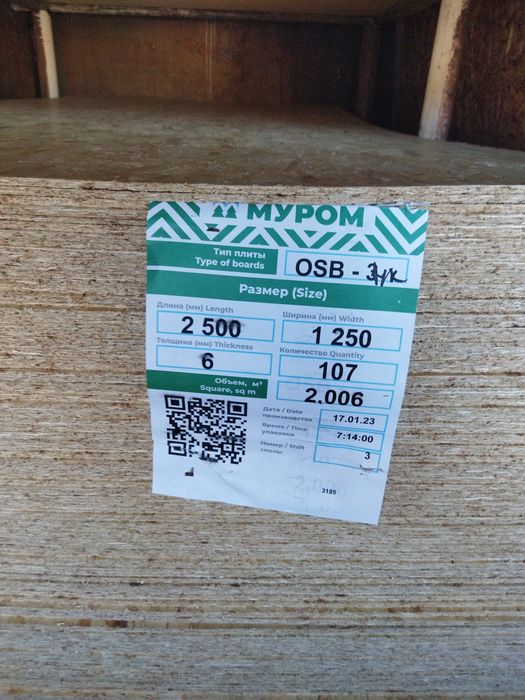 МУРОМ
Тип плиты
Type of boards
OSB - 3
Размер (Size)
Длина (мм) Length
Ширина (мм) Width
2 500
1 250
Толщина (мм) Thickness
Количество Quantity
6
107
Объем, м³
Square, sq m
2,006
Дата / Date
производства
17.01.23
Время / Time
упаковки
7:14:00
Номер / Shift
смены
3
3185